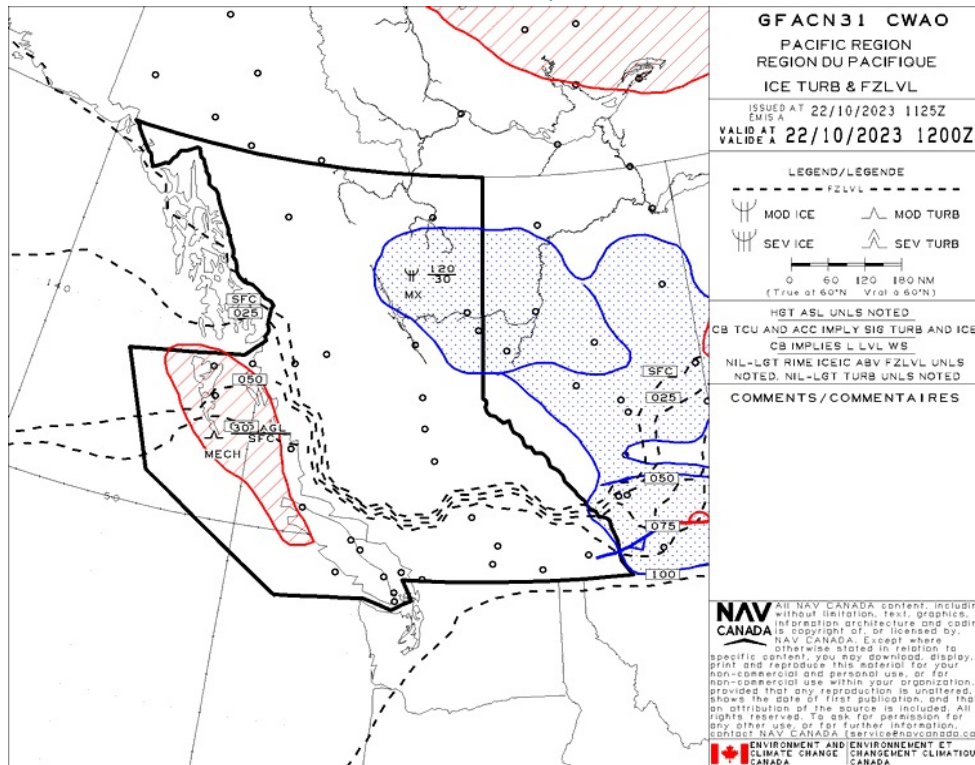 GFACN31 CWAO
PACIFIC REGION
REGION DU PACIFIQUE
ICE TURB & FZLVL
ISSUED AT
EMIS A
22/10/2023 1125Z
VALID AT
VALIDE A
22/10/2023 1200Z
LEGEND/LÉGENDE
FZLVL
MOD ICE
MOD TURB
SEV ICE
SEV TURB
0 60 120 180 NM
(True at 60°N Vrai à 60°N)
HGT ASL UNLS NOTED
CB TCU AND ACC IMPLY SIG TURB AND ICE
CB IMPLIES L LVL WS
NIL-LGT RIME ICEIC ABV FZLVL UNLS
NOTED. NIL-LGT TURB UNLS NOTED
COMMENTS/COMMENTAIRES
120
30
MX
140
SFC
025
050
30 AGL
SFC
MECH
50
SFC
025
050
075
100
NAV
CANADA
All NAV CANADA content, includin
without limitation, text, graphics,
information architecture and codin
is copyright of, or licensed by,
NAV CANADA. Except where
otherwise stated in relation to
specific content, you may download, display,
print and reproduce this material for your
non-commercial and personal use, or for
non-commercial use within your organization,
provided that any reproduction is unaltered,
shows the date of first publication, and tha
an attribution of the source is included. All
rights reserved. To ask for permission for
any other use, or for further information,
contact NAV CANADA (service@navcanada.ca
ENVIRONMENT AND
CLIMATE CHANGE
CANADA
ENVIRONNEMENT ET
CHANGEMENT CLIMATIQU
CANADA